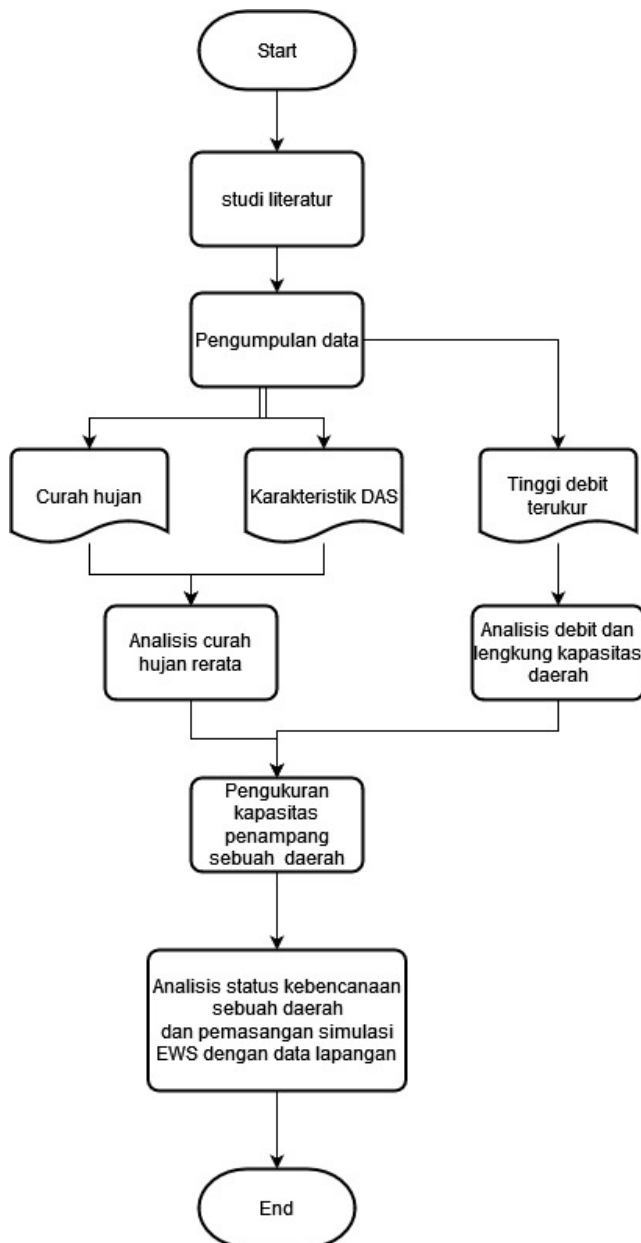 Start
studi literatur
Pengumpulan data
Curah hujan
Karakteristik DAS
Tinggi debit
terukur
Analisis curah
hujan rerata
Analisis debit dan
lengkung kapasitas
daerah
Pengukuran
kapasitas
penampang
sebuah daerah
Analisis status kebencanaan
sebuah daerah
dan pemasangan simulasi
EWS dengan data lapangan
End